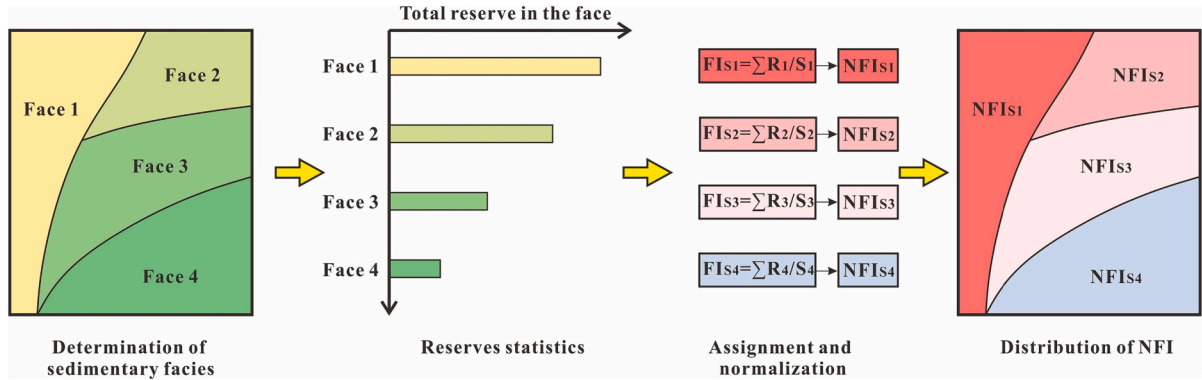 Total reserve in the face
Face 1
Face 2
Face 3
Face 4
Determination of
sedimentary facies
Face 1
Face 2
Face 3
Face 4
Reserves statistics
FIS1=∑R1/S1
NFIS1
FIS2=∑R2/S2
NFIS2
FIS3=∑R3/S3
NFIS3
FIS4=∑R4/S4
NFIS4
Assignment and
normalization
NFIS1
NFIS2
NFIS3
NFIS4
Distribution of NFI